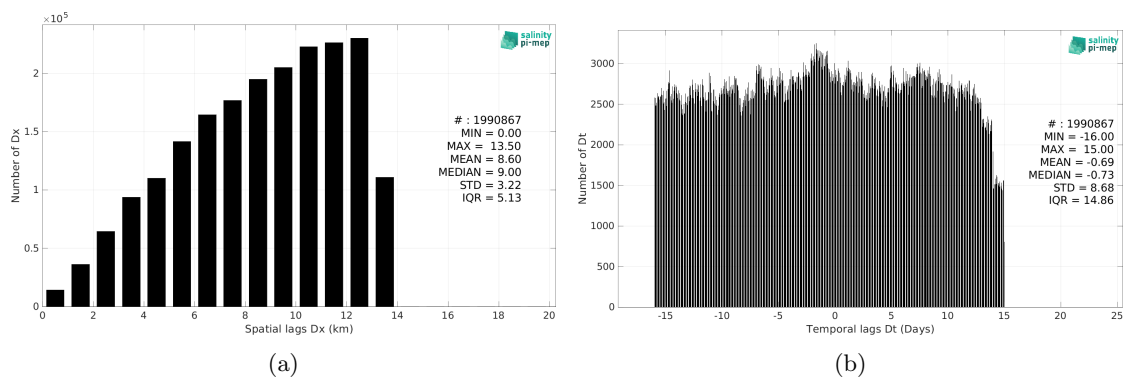 ×10⁵
salinity
pi-mep
2
1.5
1
0.5
0
Number of Dx
# : 1990867
MIN = 0.00
MAX = 13.50
MEAN = 8.60
MEDIAN = 9.00
STD = 3.22
IQR = 5.13
0 2 4 6 8 10 12 14 16 18 20
Spatial lags Dx (km)
(a)
salinity
pi-mep
3000
2500
2000
1500
1000
500
0
Number of Dt
# : 1990867
MIN = -16.00
MAX = 15.00
MEAN = -0.69
MEDIAN = -0.73
STD = 8.68
IQR = 14.86
-15 -10 -5 0 5 10 15 20 25
Temporal lags Dt (Days)
(b)